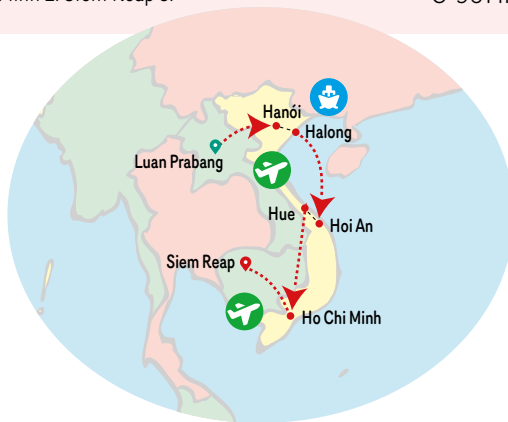 Hanói
Halong
Luan Prabang
Hue
Hoi An
Siem Reap
Ho Chi Minh